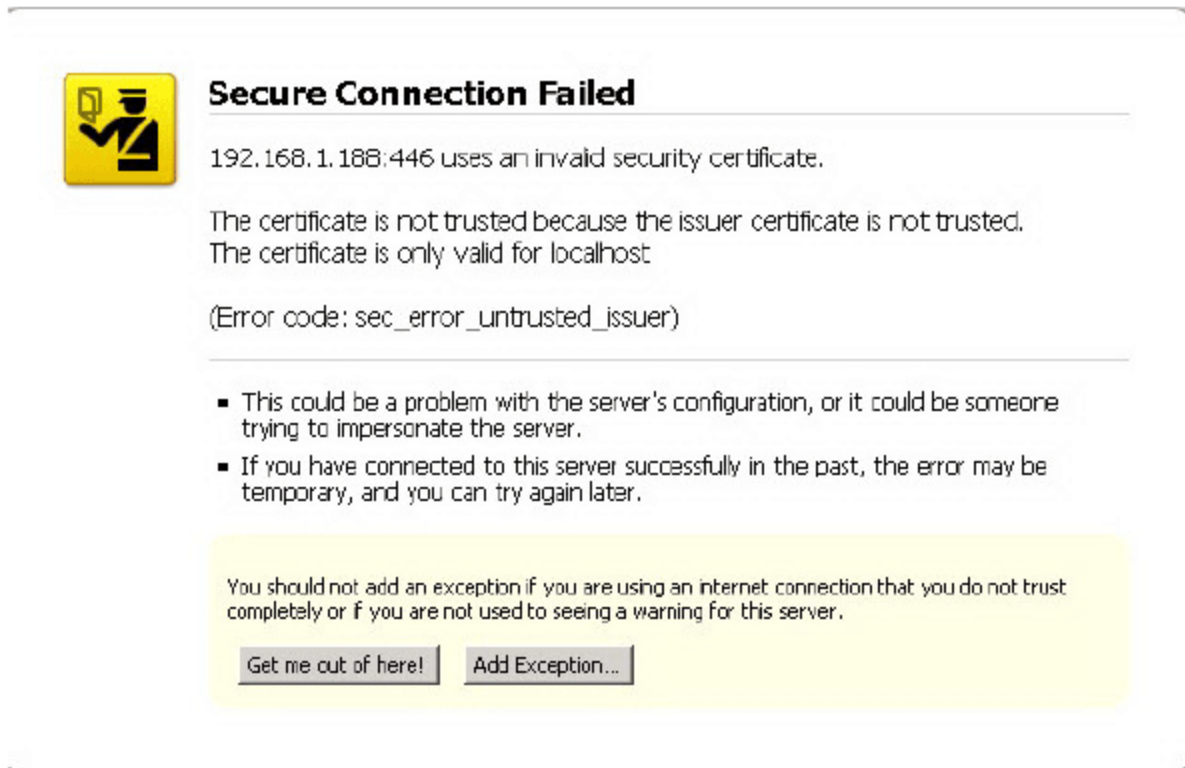 Secure Connection Failed
192.168.1.188:446 uses an invalid security certificate.
The certificate is not trusted because the issuer certificate is not trusted.
The certificate is only valid for localhost
(Error code: sec_error_untrusted_issuer)
This could be a problem with the server's configuration, or it could be someone
trying to impersonate the server.
If you have connected to this server successfully in the past, the error may be
temporary, and you can try again later.
You should not add an exception if you are using an internet connection that you do not trust
completely or if you are not used to seeing a warning for this server.
Get me out of here!
Add Exception...